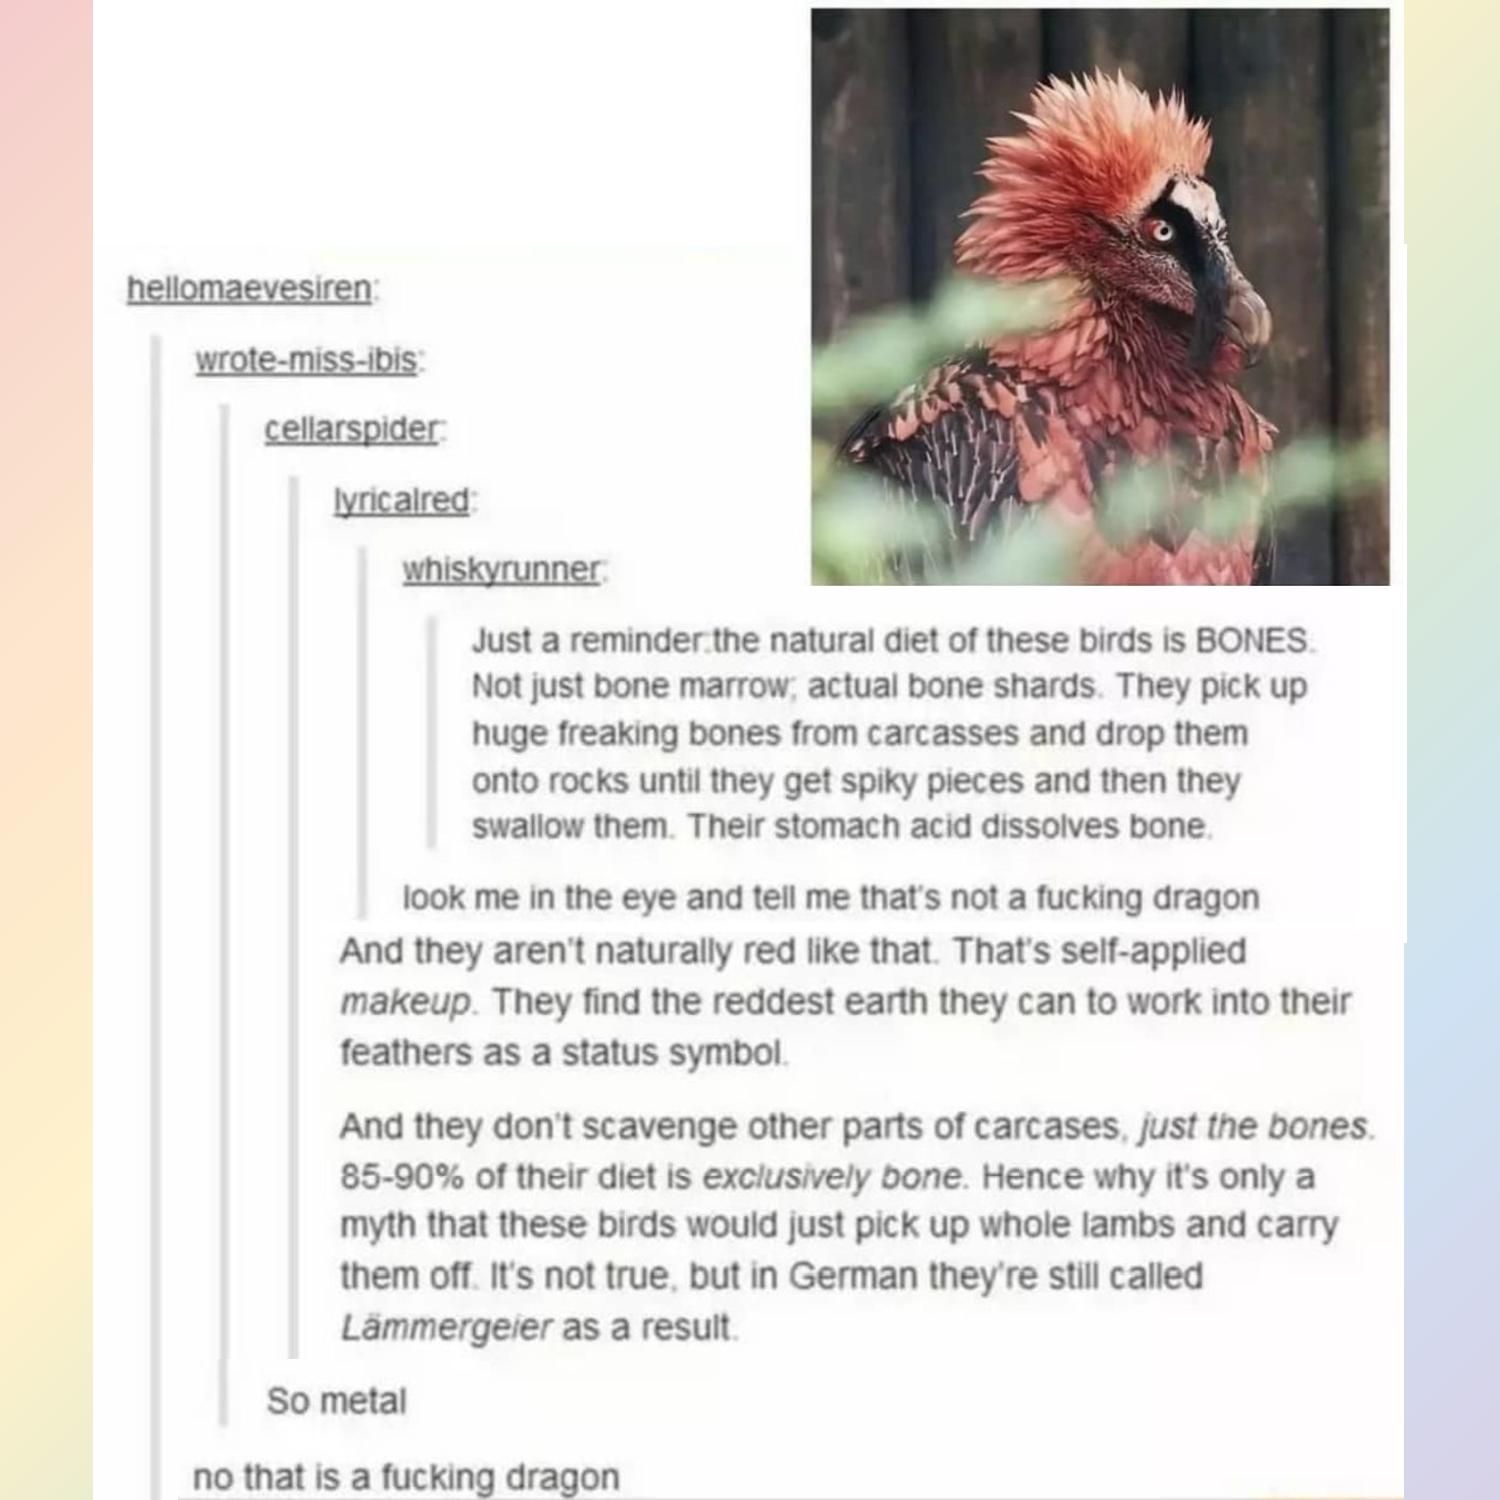 hellomaevesiren:
wrote-miss-ibis:
cellarspider:
lyricalred:
whiskyrunner:
Just a reminder:the natural diet of these birds is BONES.
Not just bone marrow; actual bone shards. They pick up
huge freaking bones from carcasses and drop them
onto rocks until they get spiky pieces and then they
swallow them. Their stomach acid dissolves bone.
look me in the eye and tell me that's not a fucking dragon
And they aren't naturally red like that. That's self-applied
makeup. They find the reddest earth they can to work into their
feathers as a status symbol.
And they don't scavenge other parts of carcases, just the bones.
85-90% of their diet is exclusively bone. Hence why it's only a
myth that these birds would just pick up whole lambs and carry
them off. It's not true, but in German they're still called
Lämmergeier as a result.
So metal
no that is a fucking dragon